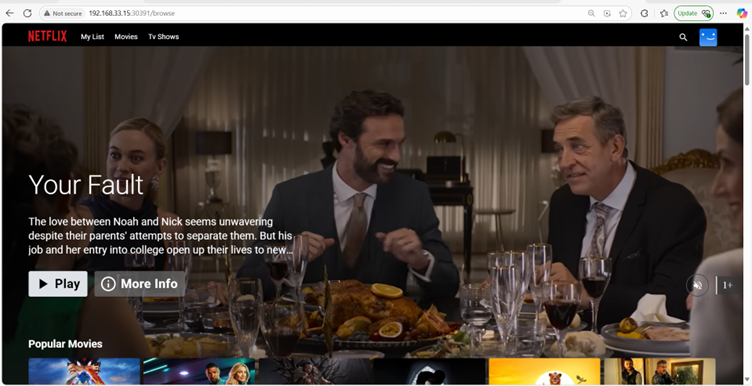 Not secure 192.168.33.15:30391/browse
Update
NETFLIX My List Movies Tv Shows
Your Fault
The love between Noah and Nick seems unwavering
despite their parents' attempts to separate them. But his
job and her entry into college open up their lives to new...
Play More Info
1+
Popular Movies